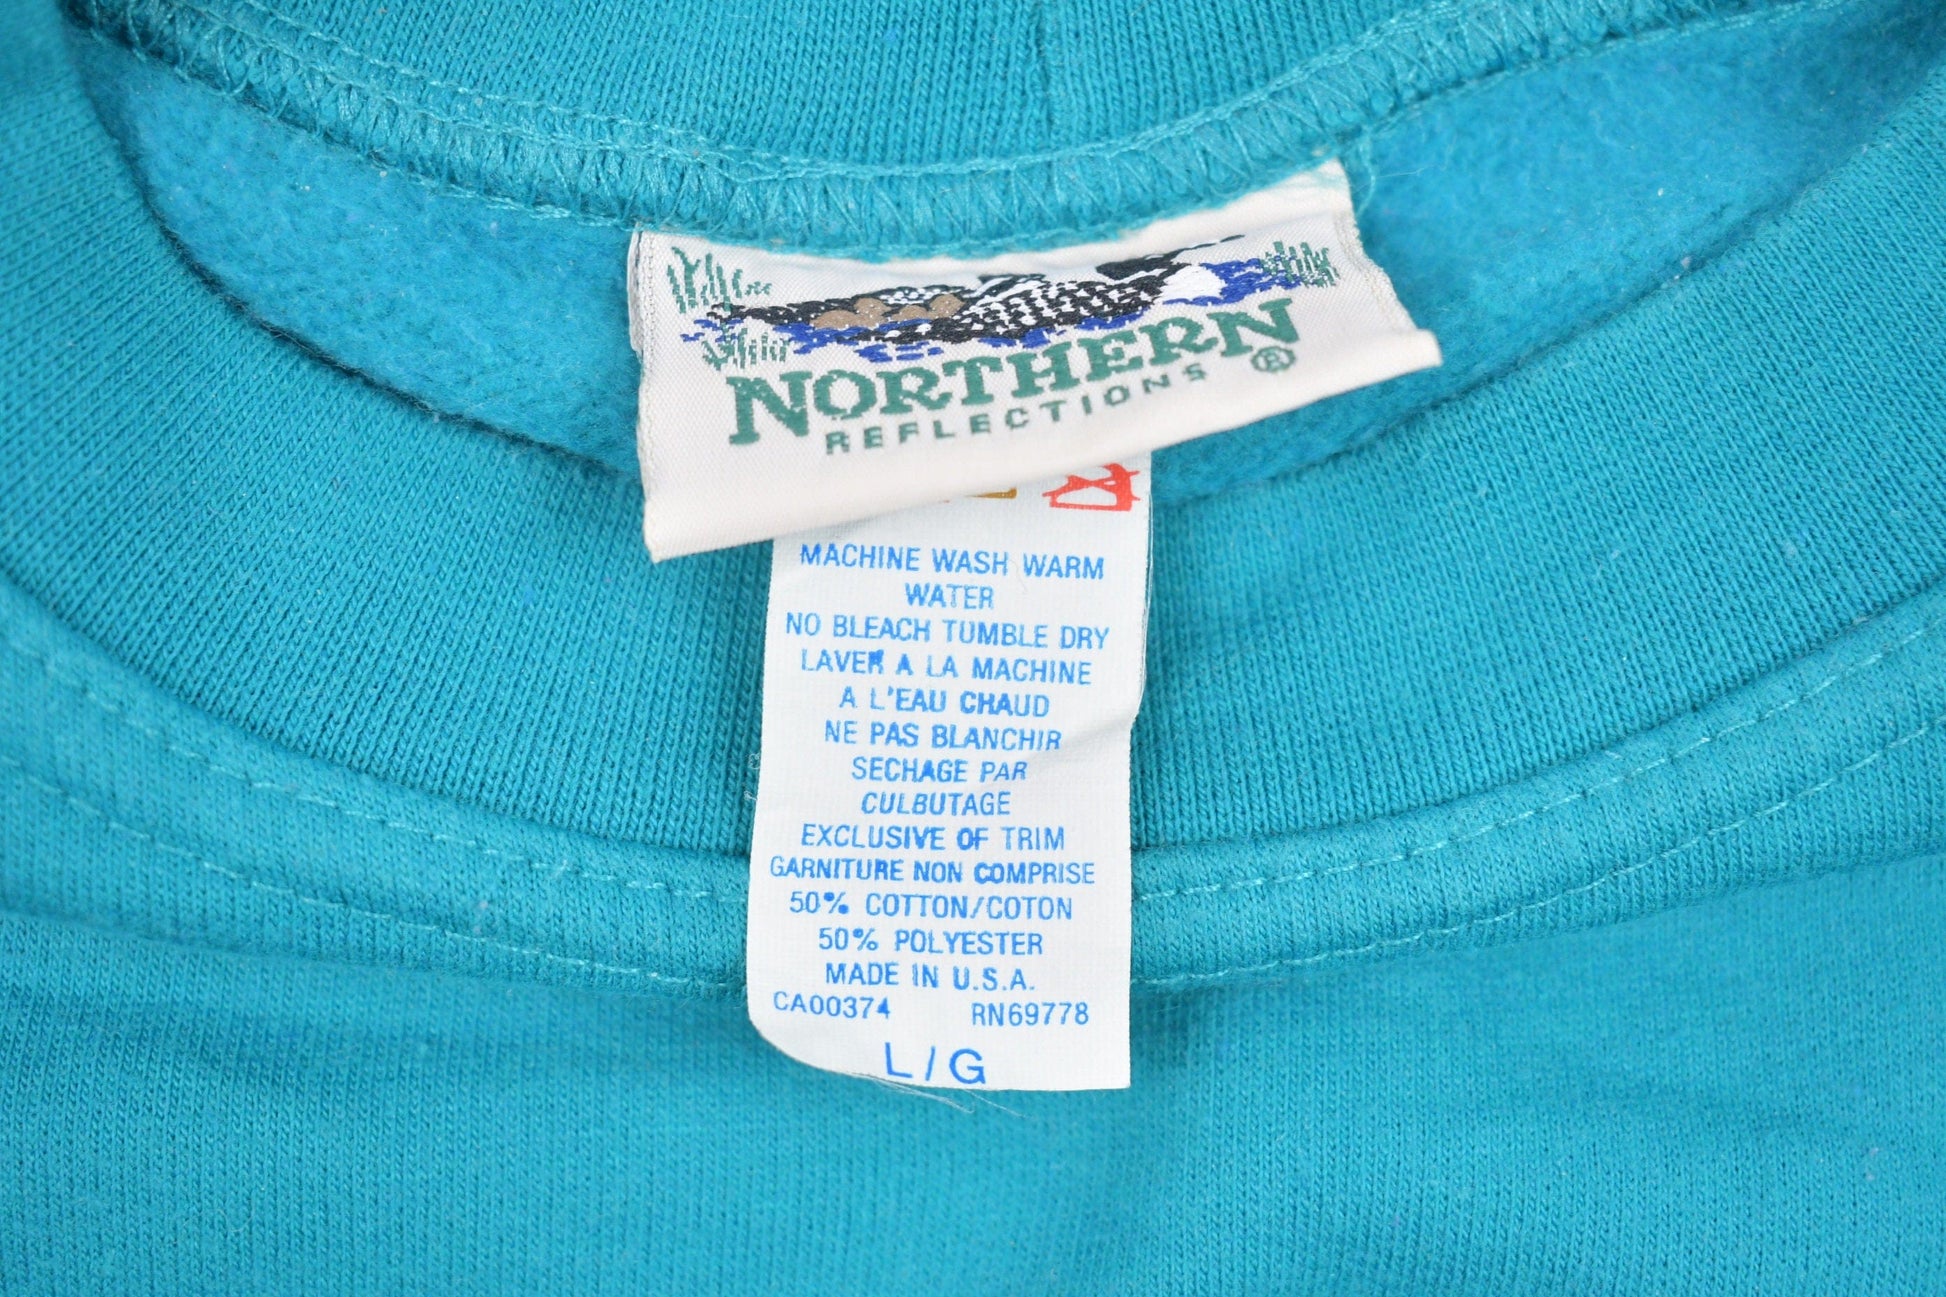 NORTHERN ®
REFLECTIONS
MACHINE WASH WARM
WATER
NO BLEACH TUMBLE DRY
LAVER A LA MACHINE
A L'EAU CHAUD
NE PAS BLANCHIR
SECHAGE PAR
CULBUTAGE
EXCLUSIVE OF TRIM
GARNITURE NON COMPRISE
50% COTTON/COTON
50% POLYESTER
MADE IN U.S.A.
CA00374 RN69778
L/G